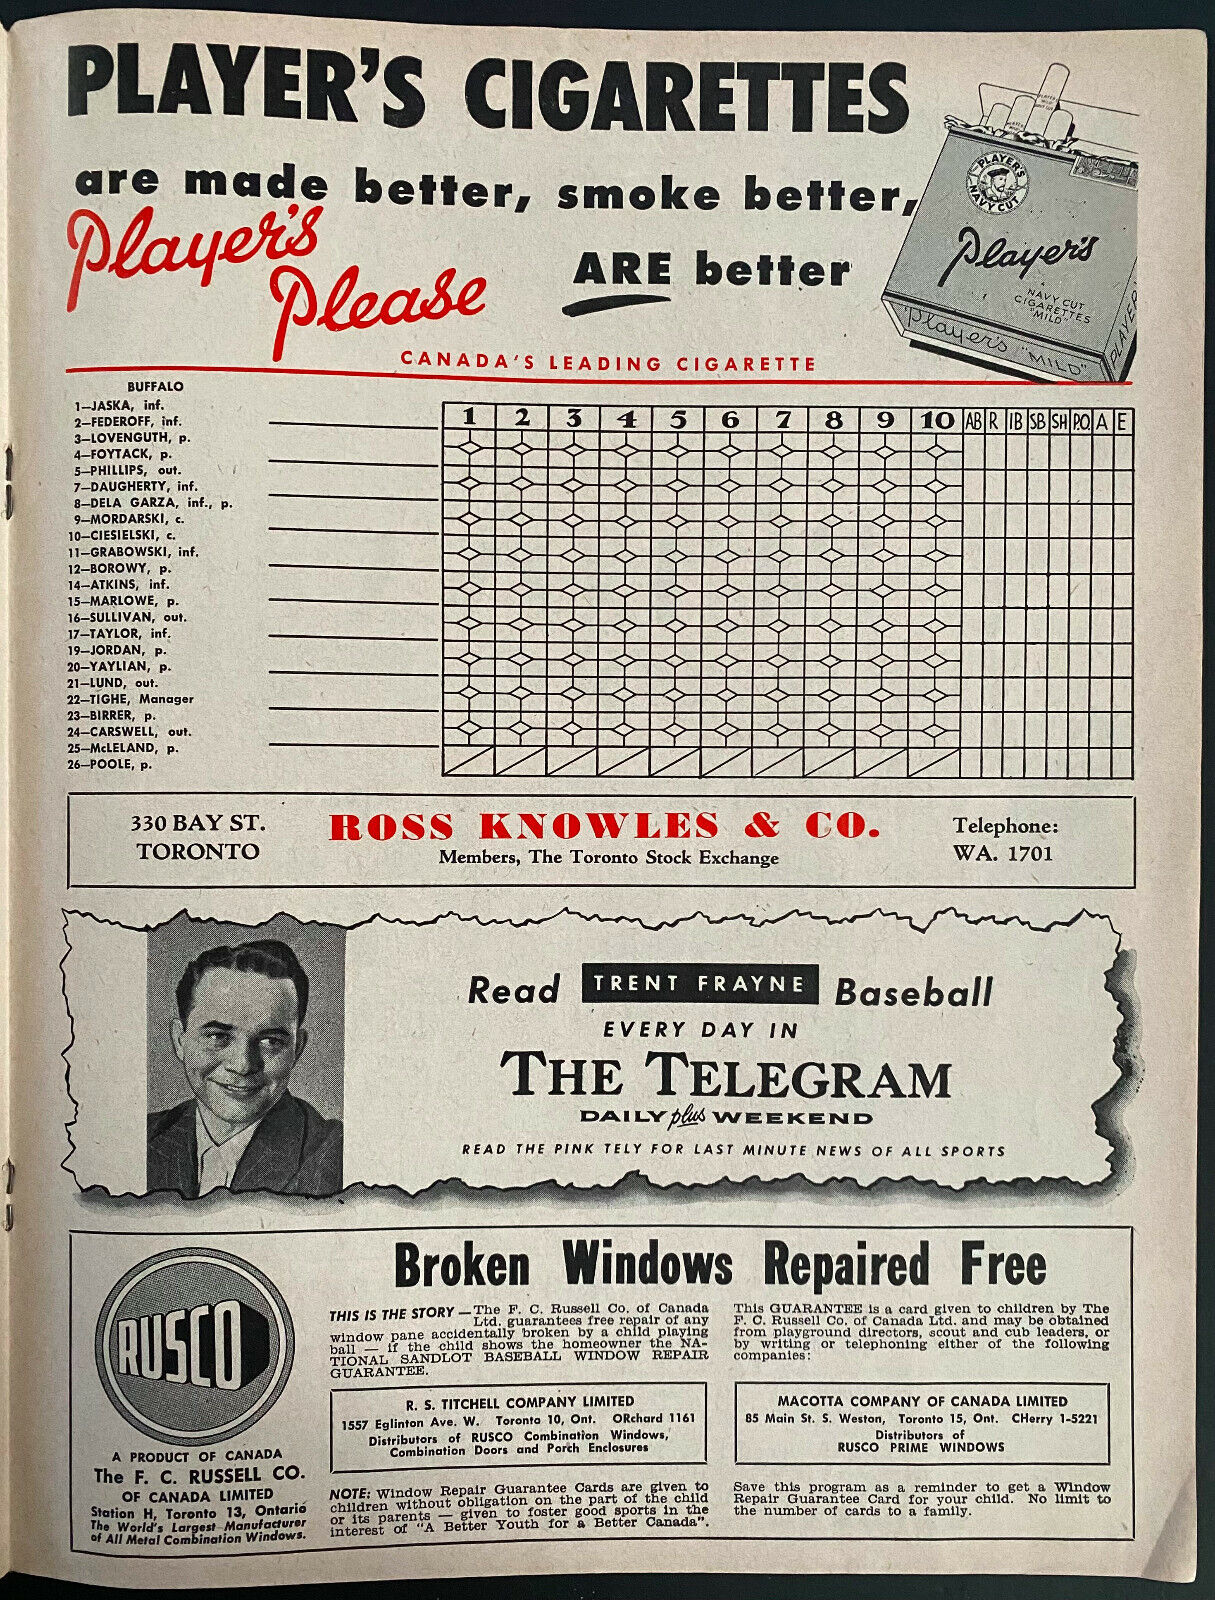 PLAYER'S CIGARETTES
are made better, smoke better,
Player's
Please
ARE better
CANADA'S LEADING CIGARETTE
PLAYER'S
NAVY CUT
Player's
NAVY CUT
CIGARETTES
"MILD"
Player's "MILD"
PLAYER
BUFFALO
1—JASKA, inf.
2—FEDEROFF, inf.
3—LOVENGUTH, p.
4—FOYTACK, p.
5—PHILLIPS, out.
7—DAUGHERTY, inf.
8—DELA GARZA, inf., p.
9—MORDARSKI, c.
10—CIESIELSKI, c.
11—GRABOWSKI, inf.
12—BOROWY, p.
14—ATKINS, inf.
15—MARLOWE, p.
16—SULLIVAN, out.
17—TAYLOR, inf.
19—JORDAN, p.
20—YAYLIAN, p.
21—LUND, out.
22—TIGHE, Manager
23—BIRRER, p.
24—CARSWELL, out.
25—McLELAND, p.
26—POOLE, p.
1 2 3 4 5 6 7 8 9 10 AB R IB SB SH P.O. A E
330 BAY ST.
TORONTO
ROSS KNOWLES & CO.
Members, The Toronto Stock Exchange
Telephone:
WA. 1701
Read TRENT FRAYNE Baseball
EVERY DAY IN
THE TELEGRAM
DAILY plus WEEKEND
READ THE PINK TELY FOR LAST MINUTE NEWS OF ALL SPORTS
RUSCO
A PRODUCT OF CANADA
The F. C. RUSSELL CO.
OF CANADA LIMITED
Station H, Toronto 13, Ontario
The World's Largest Manufacturer
of All Metal Combination Windows.
Broken Windows Repaired Free
THIS IS THE STORY — The F. C. Russell Co. of Canada
Ltd. guarantees free repair of any
window pane accidentally broken by a child playing
ball — if the child shows the homeowner the NA-
TIONAL SANDLOT BASEBALL WINDOW REPAIR
GUARANTEE.
This GUARANTEE is a card given to children by The
F. C. Russell Co. of Canada Ltd. and may be obtained
from playground directors, scout and cub leaders, or
by writing or telephoning either of the following
companies:
R. S. TITCHELL COMPANY LIMITED
1557 Eglinton Ave. W. Toronto 10, Ont. ORchard 1161
Distributors of RUSCO Combination Windows,
Combination Doors and Porch Enclosures
MACOTTA COMPANY OF CANADA LIMITED
85 Main St. S. Weston, Toronto 15, Ont. CHerry 1-5221
Distributors of
RUSCO PRIME WINDOWS
NOTE: Window Repair Guarantee Cards are given to
children without obligation on the part of the child
or its parents — given to foster good sports in the
interest of "A Better Youth for a Better Canada".
Save this program as a reminder to get a Window
Repair Guarantee Card for your child. No limit to
the number of cards to a family.